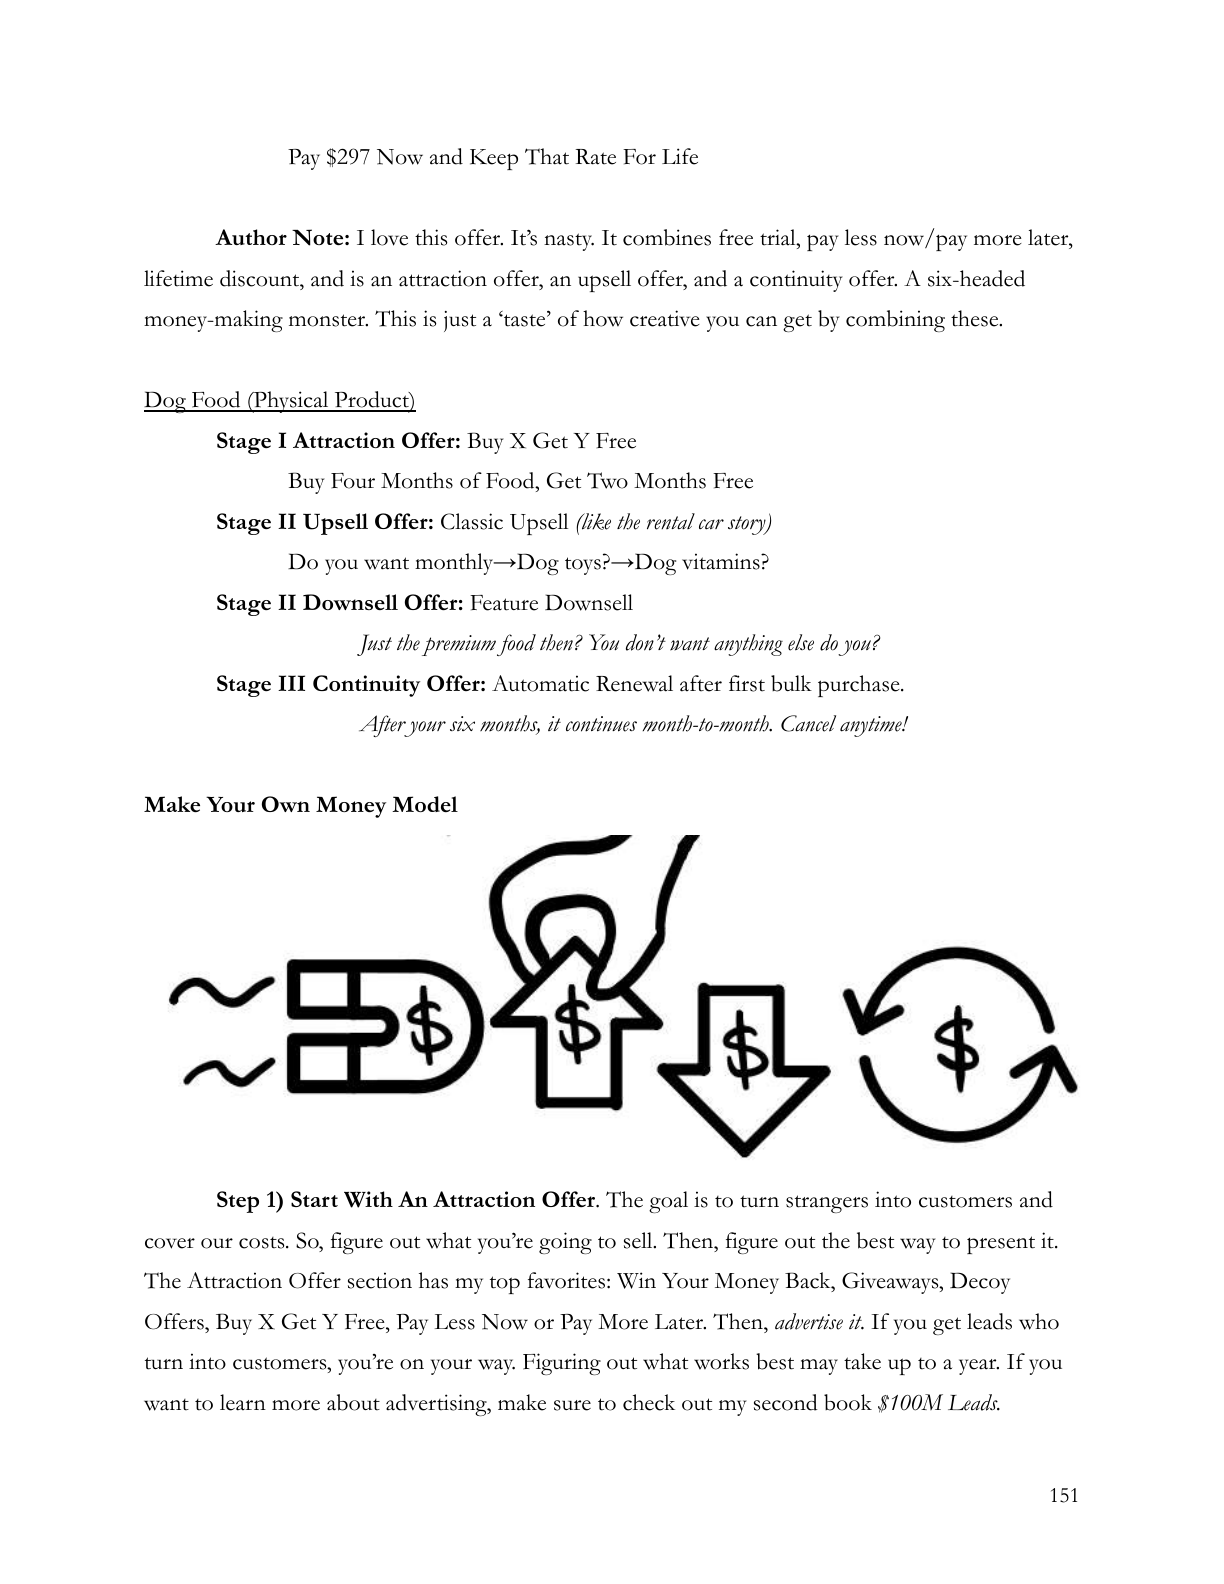 Pay $297 Now and Keep That Rate For Life
Author Note: I love this offer. It’s nasty. It combines free trial, pay less now/pay more later,
lifetime discount, and is an attraction offer, an upsell offer, and a continuity offer. A six-headed
money-making monster. This is just a ‘taste’ of how creative you can get by combining these.
Dog Food (Physical Product)
Stage I Attraction Offer: Buy X Get Y Free
Buy Four Months of Food, Get Two Months Free
Stage II Upsell Offer: Classic Upsell (like the rental car story)
Do you want monthly→Dog toys?→Dog vitamins?
Stage II Downsell Offer: Feature Downsell
Just the premium food then? You don’t want anything else do you?
Stage III Continuity Offer: Automatic Renewal after first bulk purchase.
After your six months, it continues month-to-month. Cancel anytime!
Make Your Own Money Model
$ $ $ $
Step 1) Start With An Attraction Offer. The goal is to turn strangers into customers and
cover our costs. So, figure out what you’re going to sell. Then, figure out the best way to present it.
The Attraction Offer section has my top favorites: Win Your Money Back, Giveaways, Decoy
Offers, Buy X Get Y Free, Pay Less Now or Pay More Later. Then, advertise it. If you get leads who
turn into customers, you’re on your way. Figuring out what works best may take up to a year. If you
want to learn more about advertising, make sure to check out my second book $100M Leads.
151